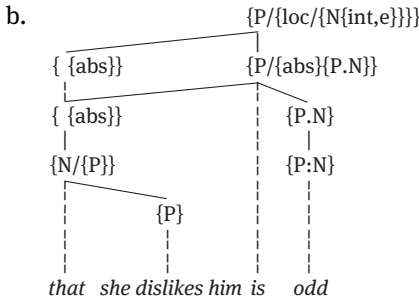 b.
{P/{loc/{N{int,e}}}}
{ {abs}} {P/{abs}{P.N}}
{ {abs}} {P.N}
{N/{P}} {P:N}
{P}
that she dislikes him is odd